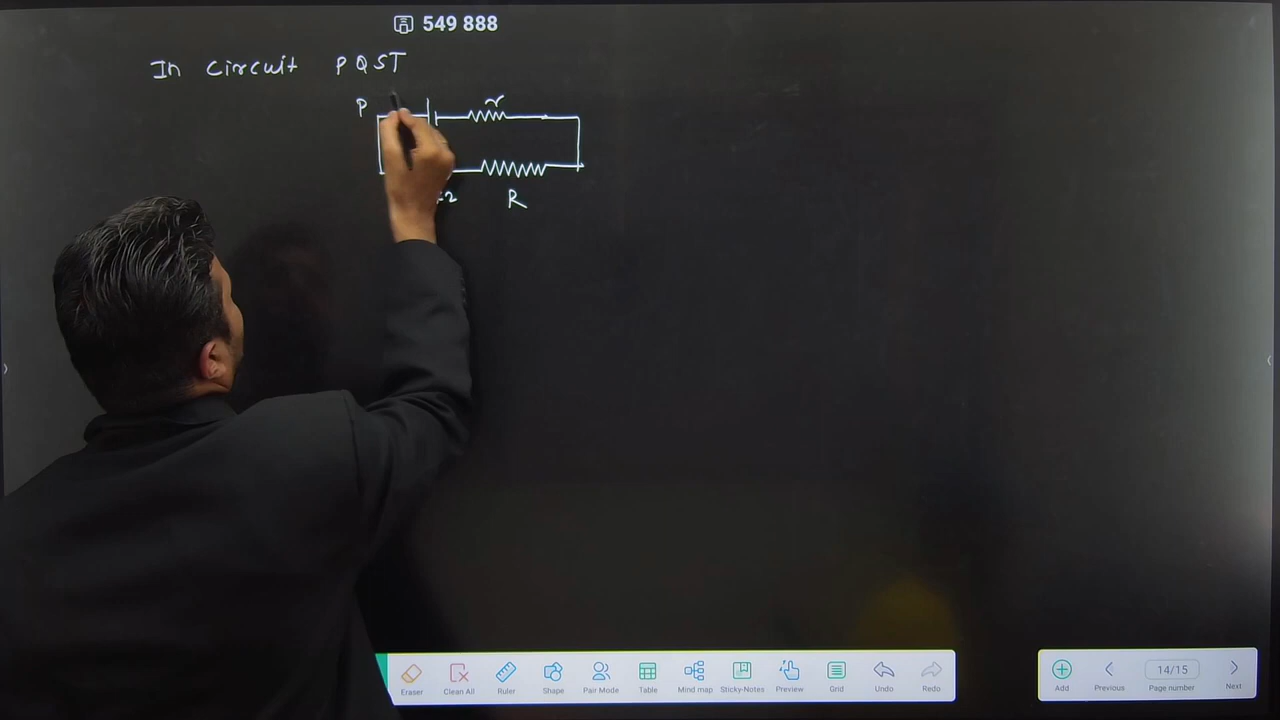 549 888
In Circuit PQST
P
r
R
Eraser Clean All Ruler Shape Pair Mode Table Mind map Sticky-Notes Preview Grid Undo Redo
Add Previous 14/15 Page number Next